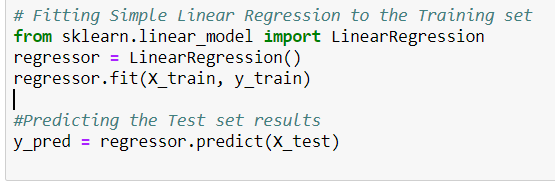 # Fitting Simple Linear Regression to the Training set
from sklearn.linear_model import LinearRegression
regressor = LinearRegression()
regressor.fit(X_train, y_train)
#Predicting the Test set results
y_pred = regressor.predict(X_test)